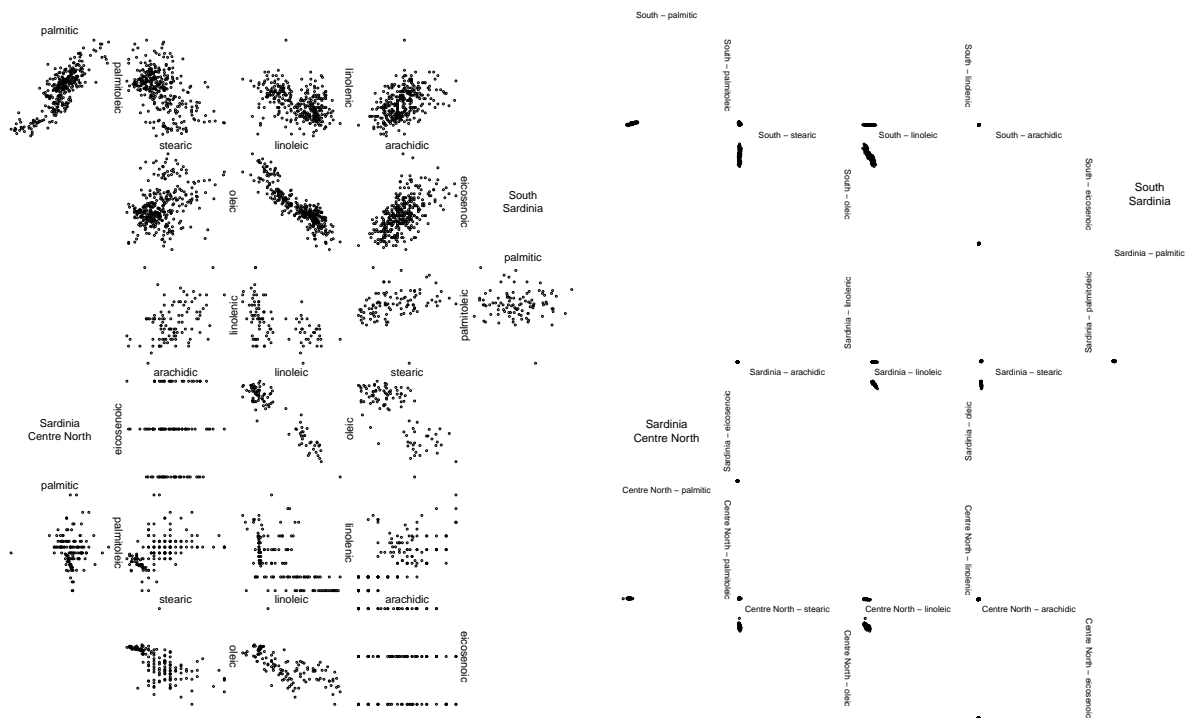 palmitic
palmitoleic
linolenic
stearic
linoleic
arachidic
oleic
eicosenoic
South
Sardinia
palmitic
linolenic
palmitoleic
arachidic
linoleic
stearic
Sardinia
Centre North
eicosenoic
oleic
palmitic
palmitoleic
linolenic
stearic
linoleic
arachidic
oleic
eicosenoic
South – palmitic
South – palmitoleic
South – linolenic
South – stearic
South – linoleic
South – arachidic
South – oleic
South – eicosenoic
South
Sardinia
Sardinia – palmitic
Sardinia – linolenic
Sardinia – palmitoleic
Sardinia – arachidic
Sardinia – linoleic
Sardinia – stearic
Sardinia
Centre North
Sardinia – eicosenoic
Sardinia – oleic
Centre North – palmitic
Centre North – palmitoleic
Centre North – linolenic
Centre North – stearic
Centre North – linoleic
Centre North – arachidic
Centre North – oleic
Centre North – eicosenoic